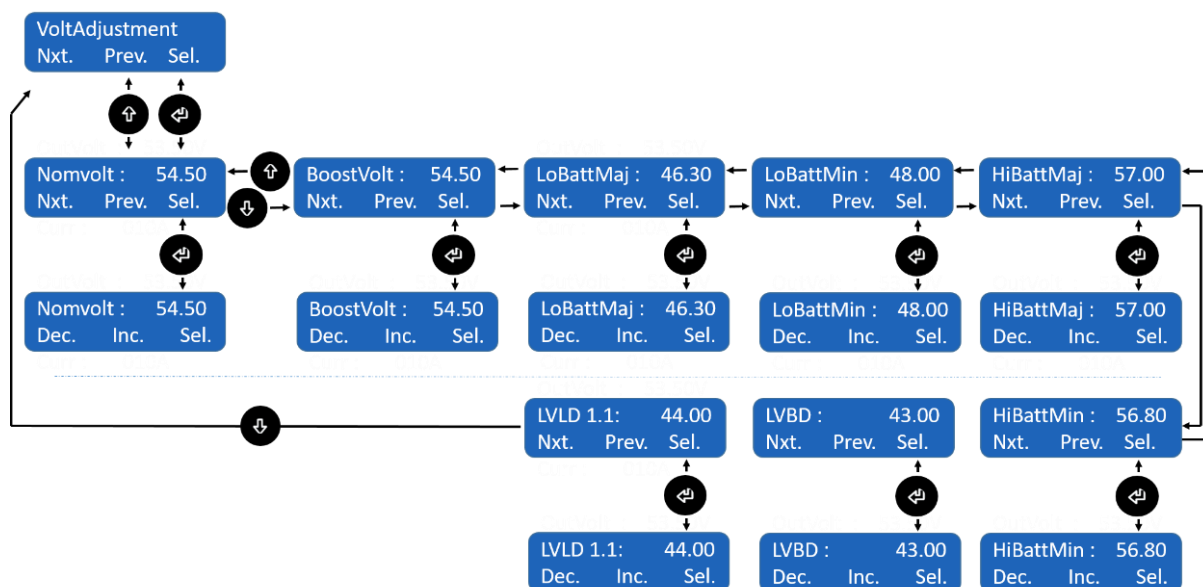 VoltAdjustment
Nxt. Prev. Sel.
Nomvolt : 54.50
Nxt. Prev. Sel.
BoostVolt : 54.50
Nxt. Prev. Sel.
LoBattMaj : 46.30
Nxt. Prev. Sel.
LoBattMin : 48.00
Nxt. Prev. Sel.
HiBattMaj : 57.00
Nxt. Prev. Sel.
Nomvolt : 54.50
Dec. Inc. Sel.
BoostVolt : 54.50
Dec. Inc. Sel.
LoBattMaj : 46.30
Dec. Inc. Sel.
LoBattMin : 48.00
Dec. Inc. Sel.
HiBattMaj : 57.00
Dec. Inc. Sel.
LVLD 1.1: 44.00
Nxt. Prev. Sel.
LVBD : 43.00
Nxt. Prev. Sel.
HiBattMin : 56.80
Nxt. Prev. Sel.
LVLD 1.1: 44.00
Dec. Inc. Sel.
LVBD : 43.00
Dec. Inc. Sel.
HiBattMin : 56.80
Dec. Inc. Sel.